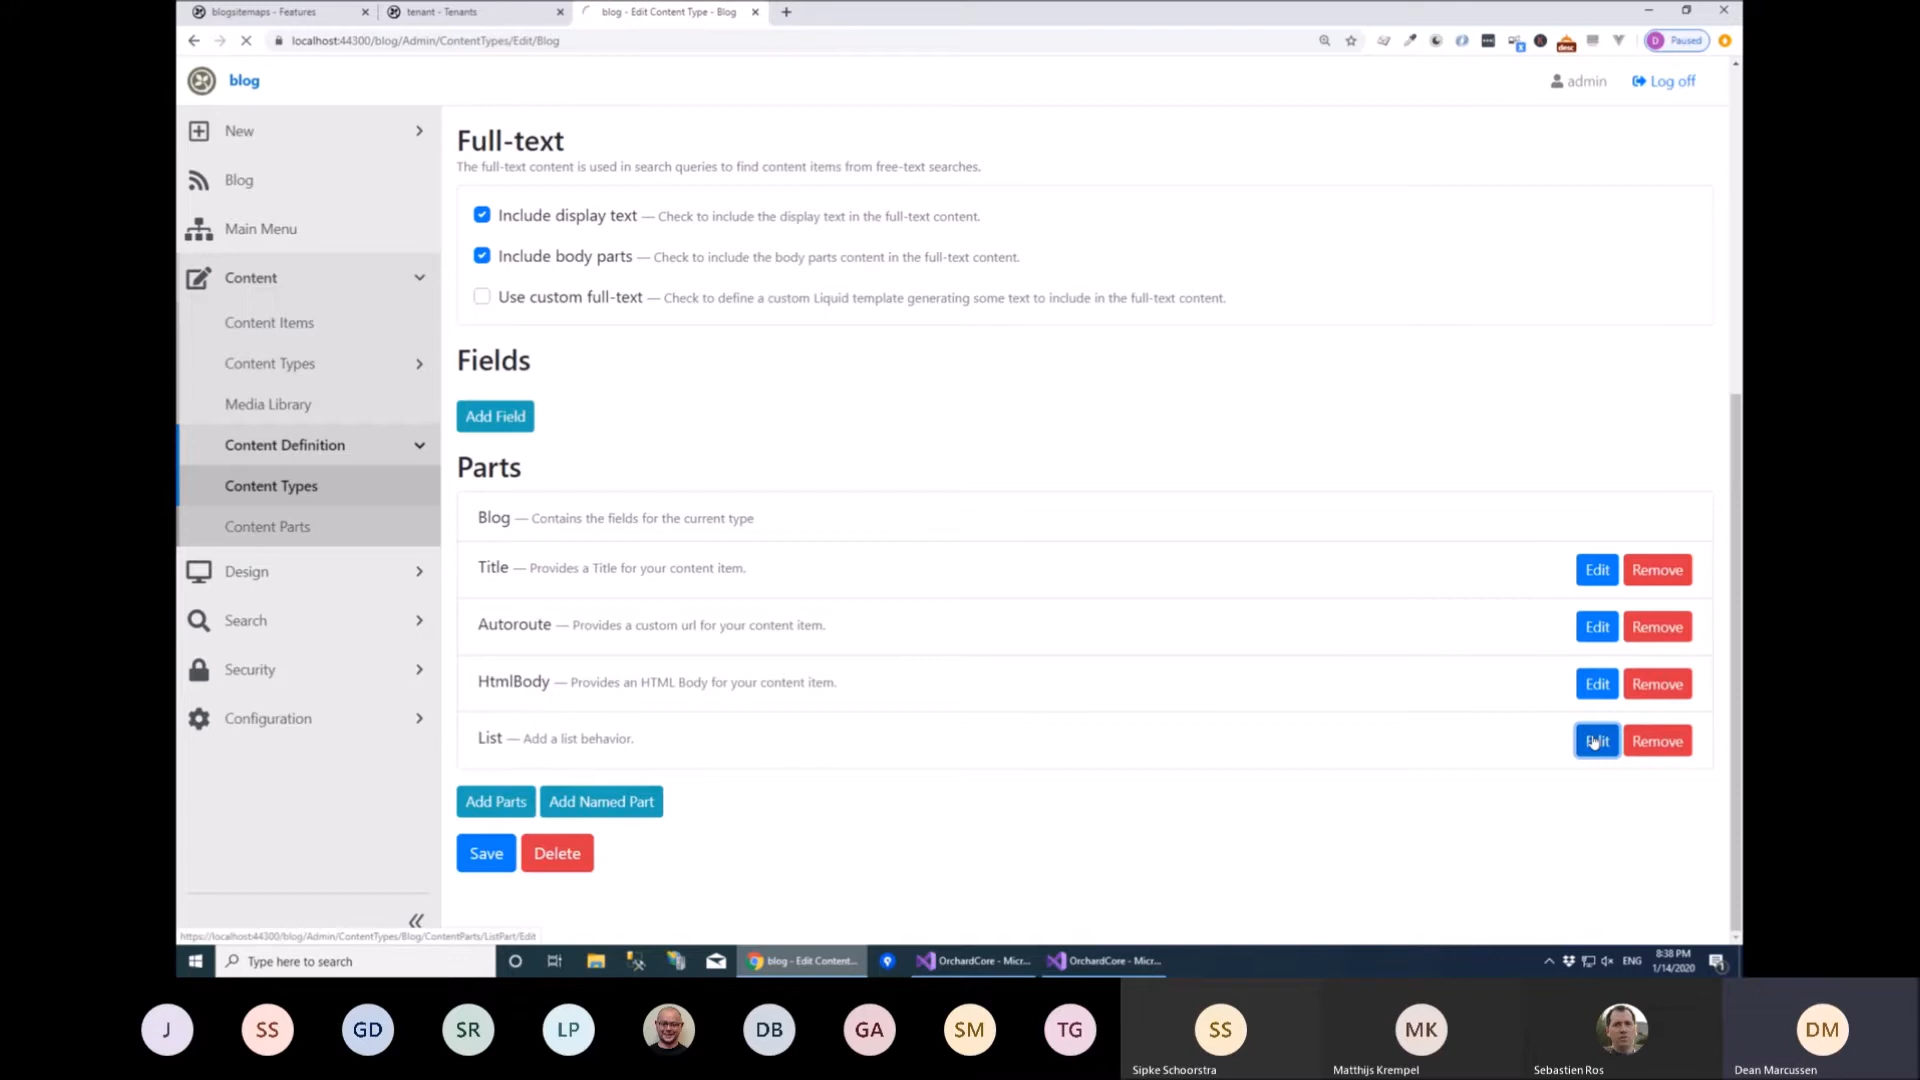 blogsitemaps - Features
tenant - Tenants
blog - Edit Content Type - Blog
localhost:44300/blog/Admin/ContentTypes/Edit/Blog
desc
D
Paused
blog
admin
Log off
New
Blog
Main Menu
Content
Content Items
Content Types
Media Library
Content Definition
Content Types
Content Parts
Design
Search
Security
Configuration
Full-text
The full-text content is used in search queries to find content items from free-text searches.
Include display text — Check to include the display text in the full-text content.
Include body parts — Check to include the body parts content in the full-text content.
Use custom full-text — Check to define a custom Liquid template generating some text to include in the full-text content.
Fields
Add Field
Parts
Blog — Contains the fields for the current type
Title — Provides a Title for your content item.
Edit Remove
Autoroute — Provides a custom url for your content item.
Edit Remove
HtmlBody — Provides an HTML Body for your content item.
Edit Remove
List — Add a list behavior.
Edit Remove
Add Parts Add Named Part
Save Delete
https://localhost:44300/blog/Admin/ContentTypes/Blog/ContentParts/ListPart/Edit
Type here to search
blog - Edit Content...
OrchardCore - Micr...
OrchardCore - Micr...
ENG
8:38 PM
1/14/2020
J
SS
GD
SR
LP
DB
GA
SM
TG
SS
MK
DM
Sipke Schoorstra
Matthijs Krempel
Sebastien Ros
Dean Marcussen